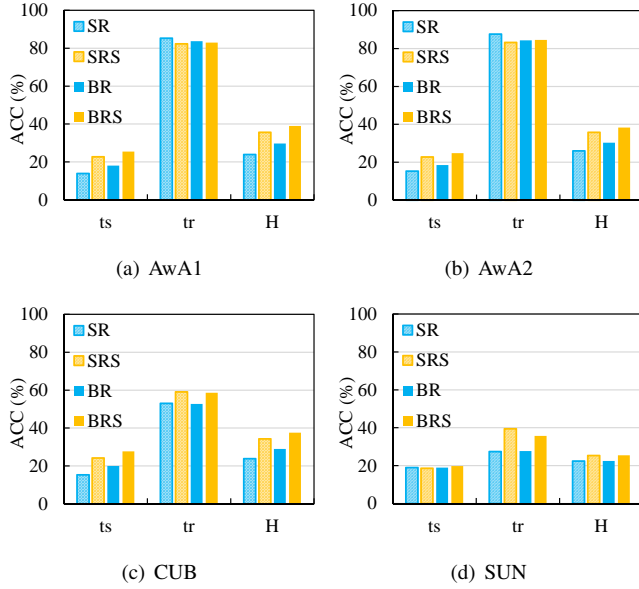 100
80
60
40
20
0
ACC (%)
SR
SRS
BR
BRS
ts tr H
(a) AwA1
100
80
60
40
20
0
ACC (%)
SR
SRS
BR
BRS
ts tr H
(b) AwA2
100
80
60
40
20
0
ACC (%)
SR
SRS
BR
BRS
ts tr H
(c) CUB
100
80
60
40
20
0
ACC (%)
SR
SRS
BR
BRS
ts tr H
(d) SUN